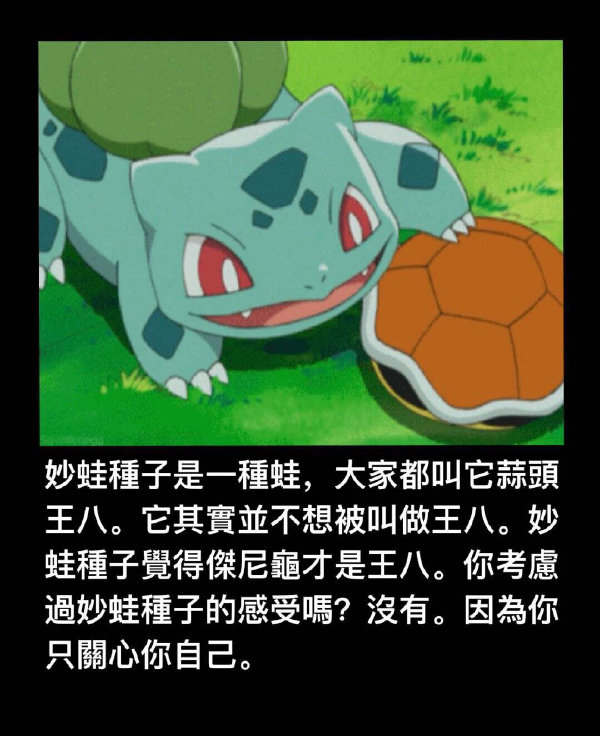 妙蛙種子是一種蛙，大家都叫它蒜頭
王八。它其實並不想被叫做王八。妙
蛙種子覺得傑尼龜才是王八。你考慮
過妙蛙種子的感受嗎？沒有。因為你
只關心你自己。